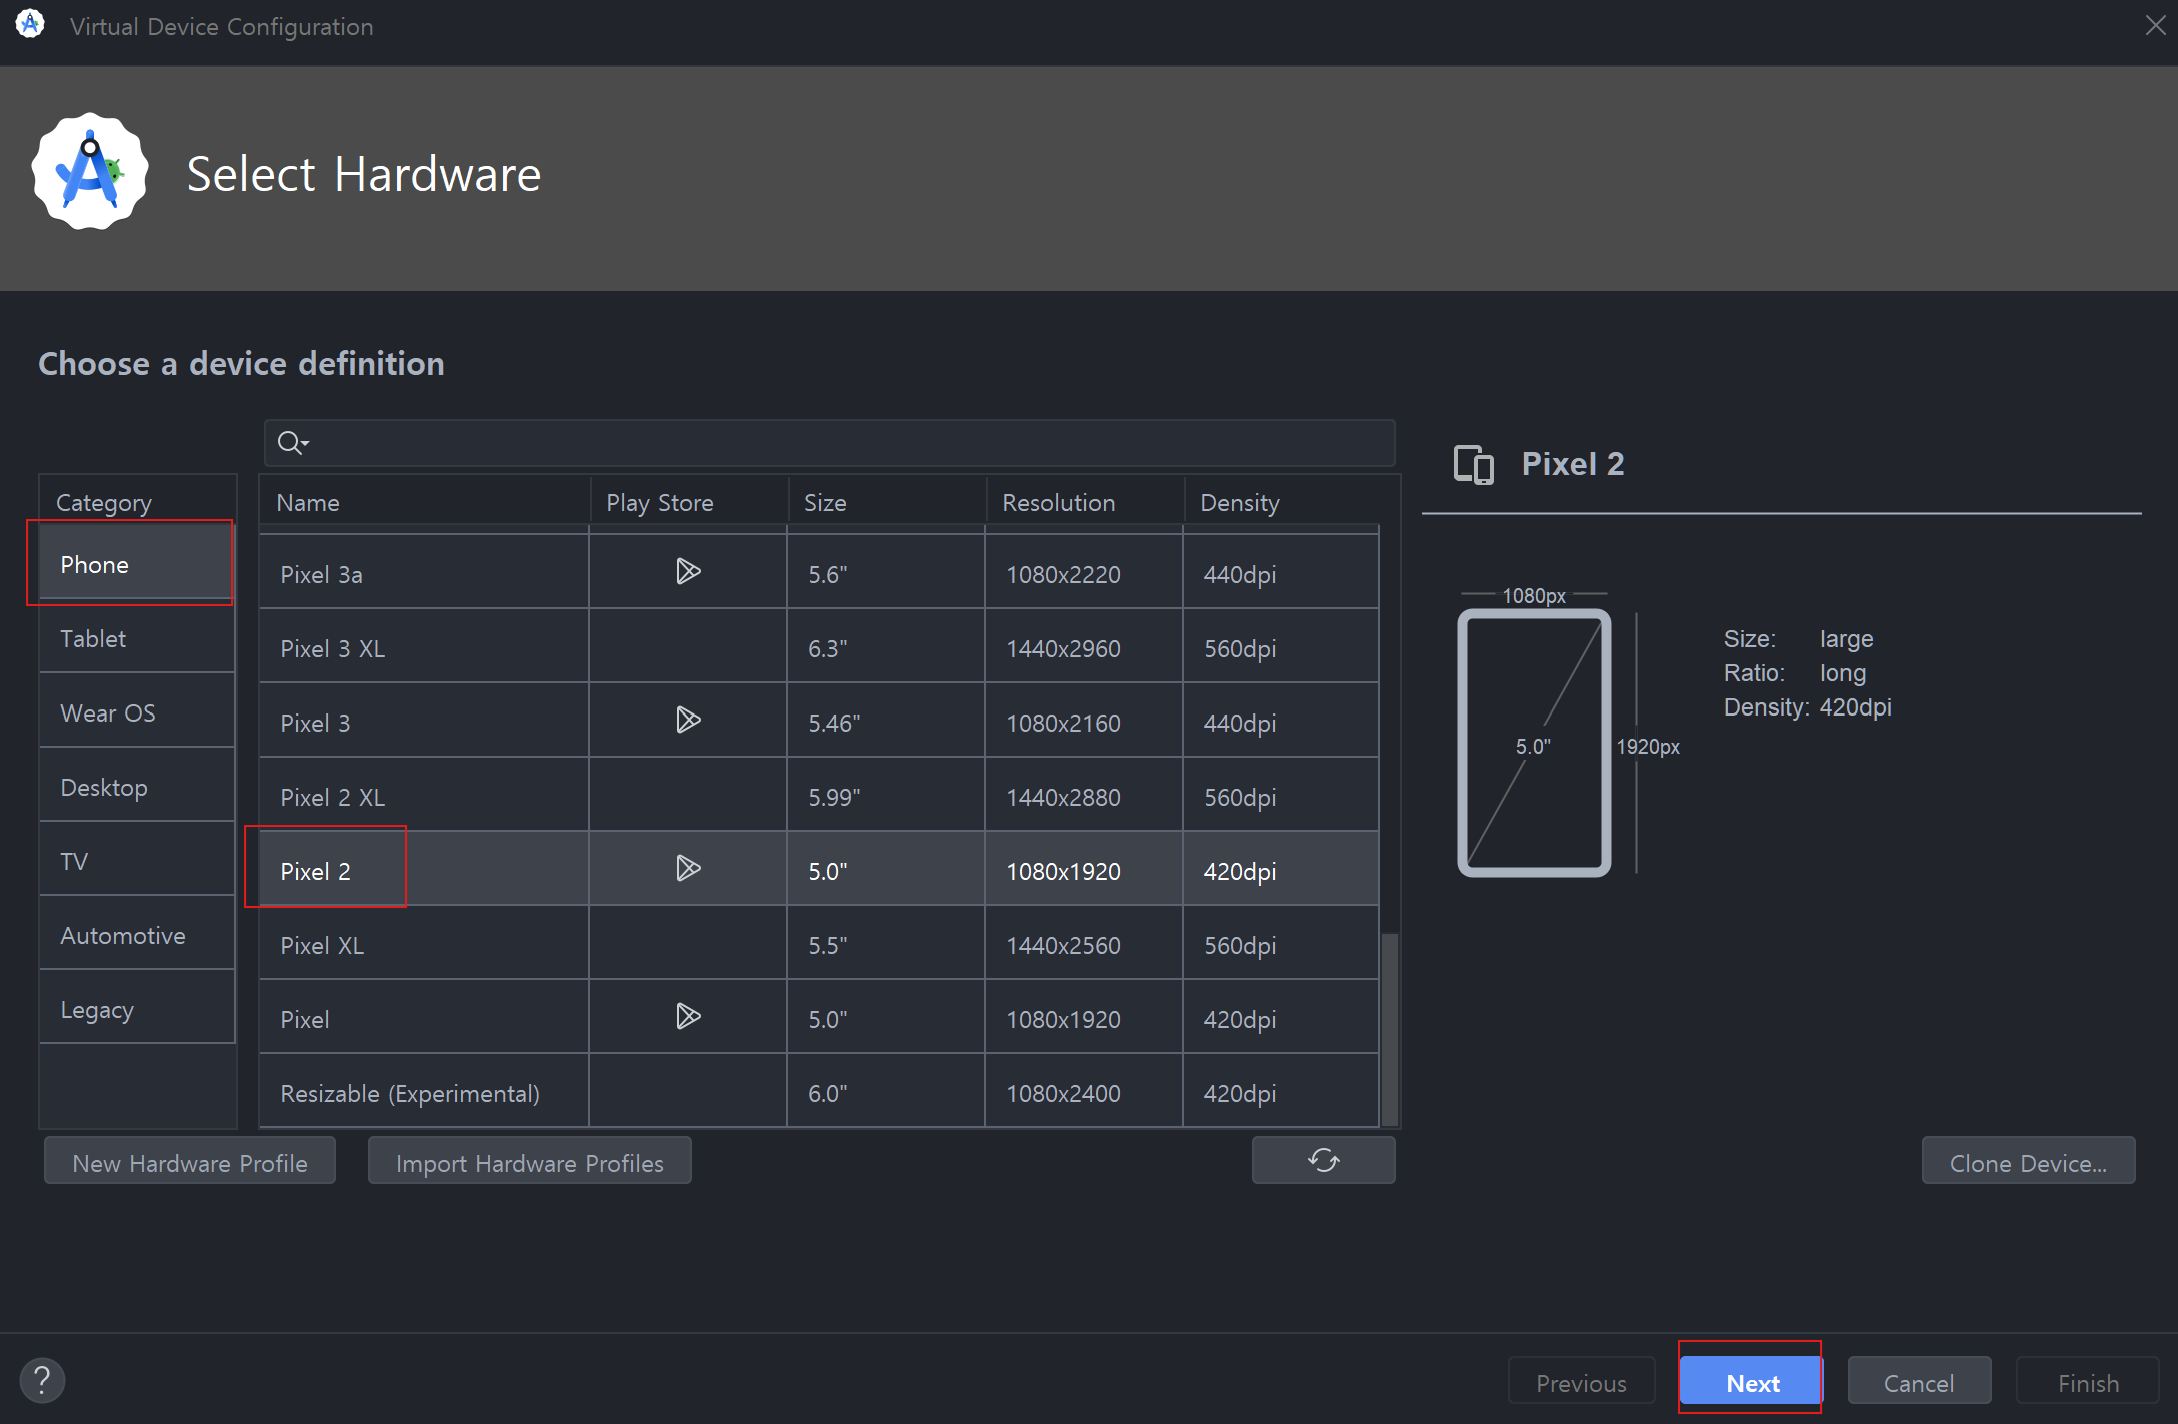 Virtual Device Configuration
Select Hardware
Choose a device definition
Category
Phone
Tablet
Wear OS
Desktop
TV
Automotive
Legacy
Name Play Store Size Resolution Density
Pixel 3a 5.6" 1080x2220 440dpi
Pixel 3 XL 6.3" 1440x2960 560dpi
Pixel 3 5.46" 1080x2160 440dpi
Pixel 2 XL 5.99" 1440x2880 560dpi
Pixel 2 5.0" 1080x1920 420dpi
Pixel XL 5.5" 1440x2560 560dpi
Pixel 5.0" 1080x1920 420dpi
Resizable (Experimental) 6.0" 1080x2400 420dpi
Pixel 2
1080px
5.0"
1920px
Size: large
Ratio: long
Density: 420dpi
New Hardware Profile Import Hardware Profiles Clone Device...
? Previous Next Cancel Finish